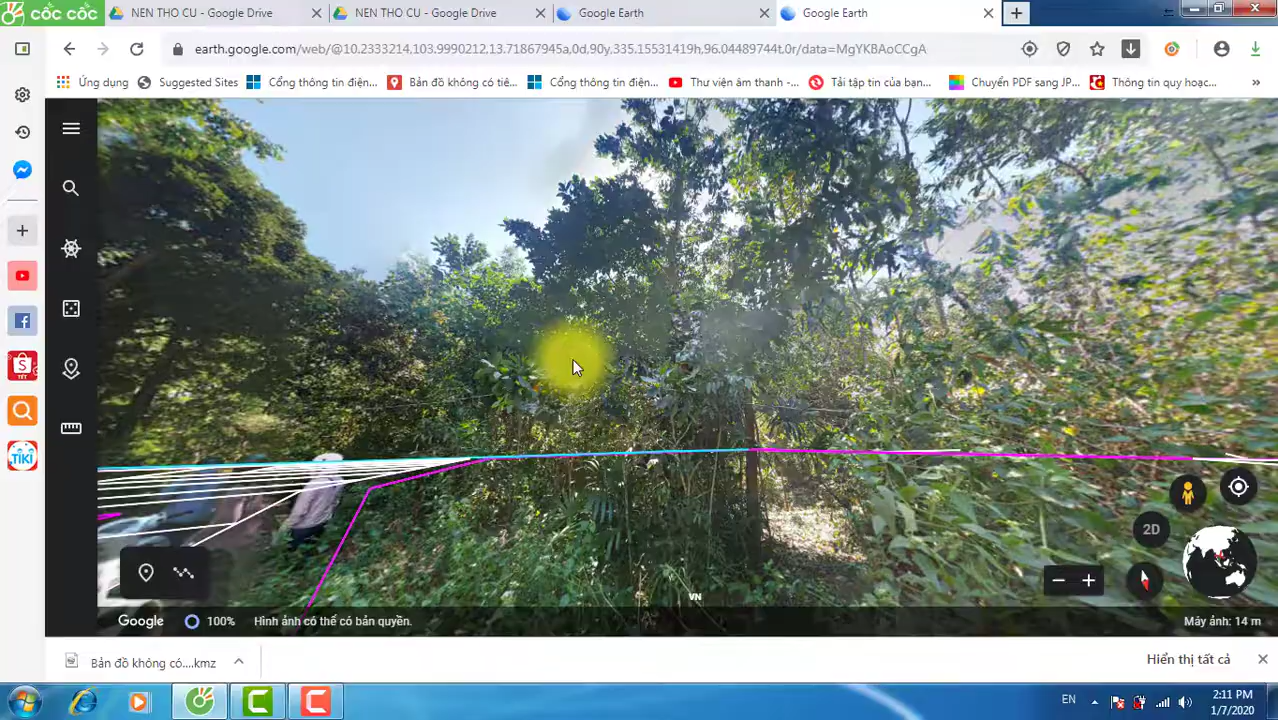 cốc cốc
NEN THO CU - Google Drive
NEN THO CU - Google Drive
Google Earth
Google Earth
earth.google.com/web/@10.2333214,103.9990212,13.71867945a,0d,90y,335.15531419h,96.04489744t,0r/data=MgYKBAoCCgA
Ứng dụng
Suggested Sites
Cổng thông tin điện...
Bản đồ không có tiê...
Cổng thông tin điện...
Thư viện âm thanh -...
Tải tập tin của bạn...
Chuyển PDF sang JP...
Thông tin quy hoạc...
»
TẾT
TIKI
2D
VN
Google
100%
Hình ảnh có thể có bản quyền.
Máy ảnh: 14 m
Bản đồ không có....kmz
Hiển thị tất cả
EN
2:11 PM
1/7/2020